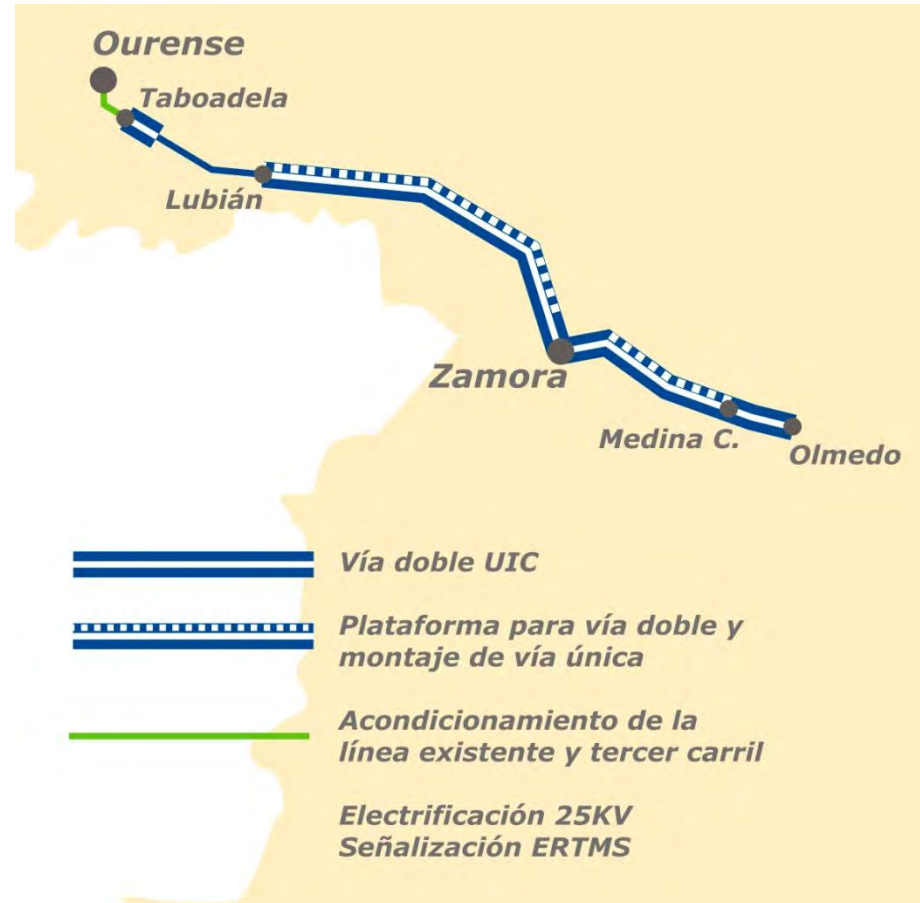 Ourense
Taboadela
Lubián
Zamora
Medina C.
Olmedo
Vía doble UIC
Plataforma para vía doble y
montaje de vía única
Acondicionamiento de la
línea existente y tercer carril
Electrificación 25KV
Señalización ERTMS